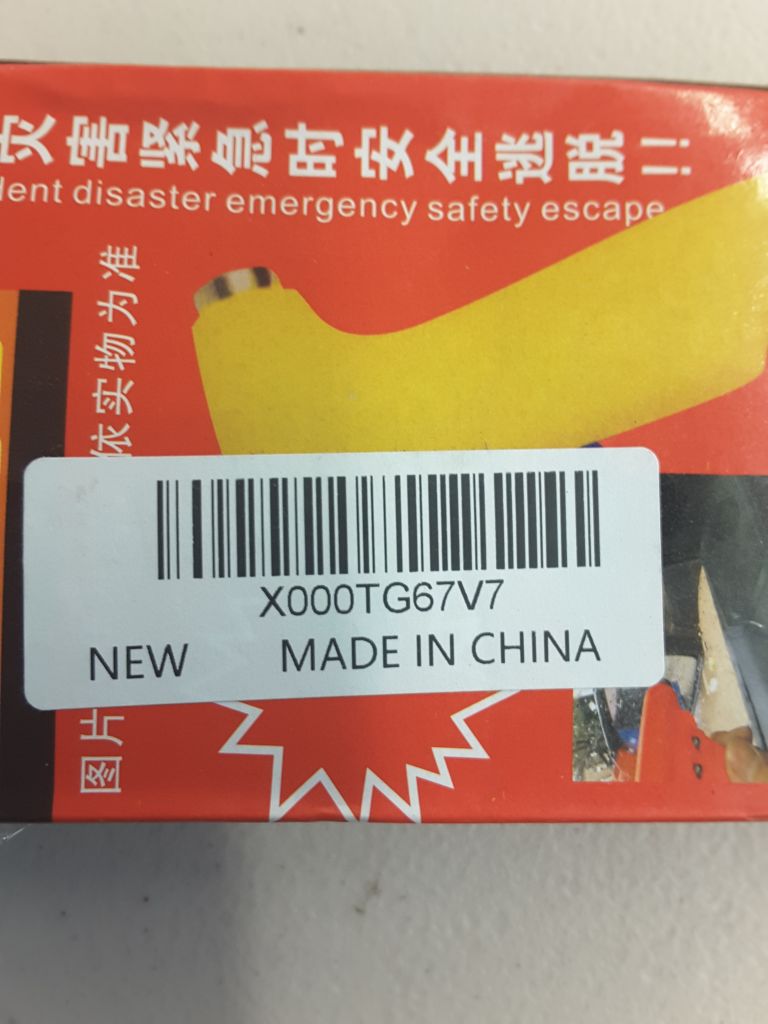 灾害紧急时安全逃脱!!
dent disaster emergency safety escape
图片
依实物为准
X000TG67V7
NEW MADE IN CHINA